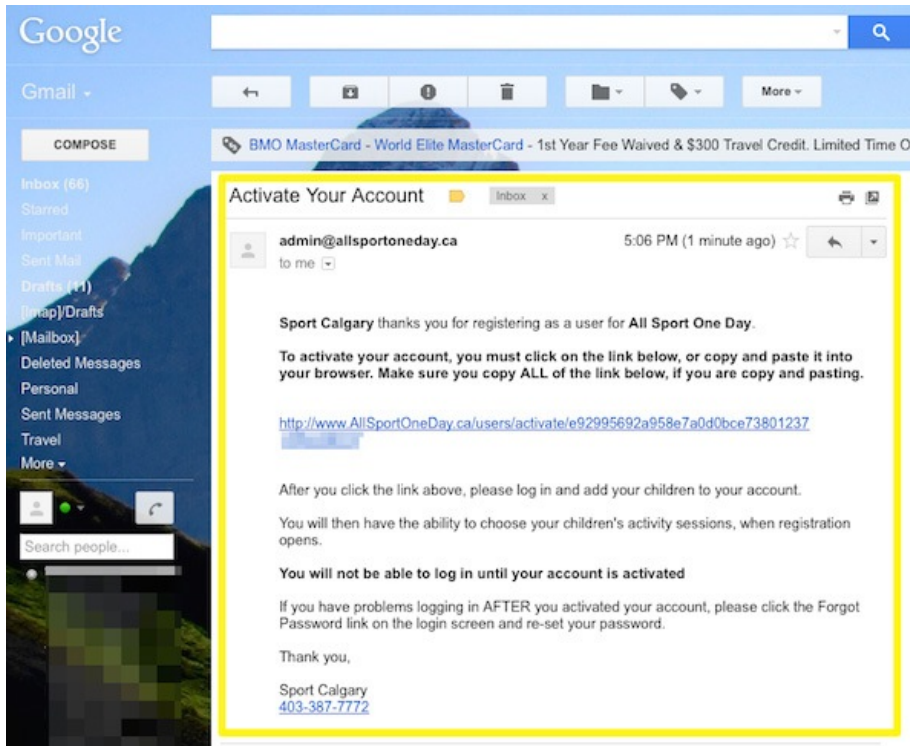 Google
Gmail
More
COMPOSE
BMO MasterCard - World Elite MasterCard - 1st Year Fee Waived & $300 Travel Credit. Limited Time O
Inbox (66)
Starred
Important
Sent Mail
Drafts (11)
[Imap]/Drafts
[Mailbox]
Deleted Messages
Personal
Sent Messages
Travel
More
Search people...
Activate Your Account
Inbox x
admin@allsportoneday.ca
5:06 PM (1 minute ago)
to me
Sport Calgary thanks you for registering as a user for All Sport One Day.
To activate your account, you must click on the link below, or copy and paste it into
your browser. Make sure you copy ALL of the link below, if you are copy and pasting.
http://www.AllSportOneDay.ca/users/activate/e92995692a958e7a0d0bce73801237
After you click the link above, please log in and add your children to your account.
You will then have the ability to choose your children's activity sessions, when registration
opens.
You will not be able to log in until your account is activated
If you have problems logging in AFTER you activated your account, please click the Forgot
Password link on the login screen and re-set your password.
Thank you,
Sport Calgary
403-387-7772